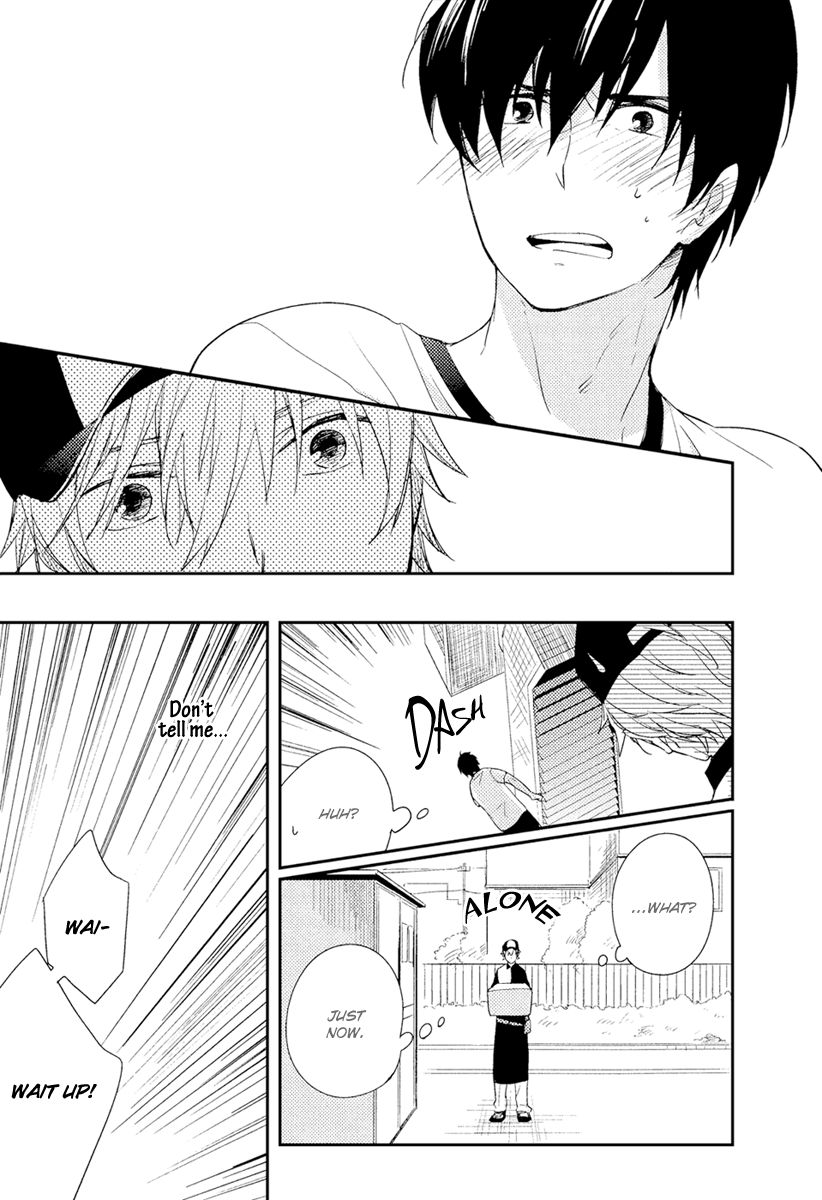 DASH
HUH?
...WHAT?
ALONE
JUST
NOW.
Don't
tell me...
WAI-
WAIT UP!